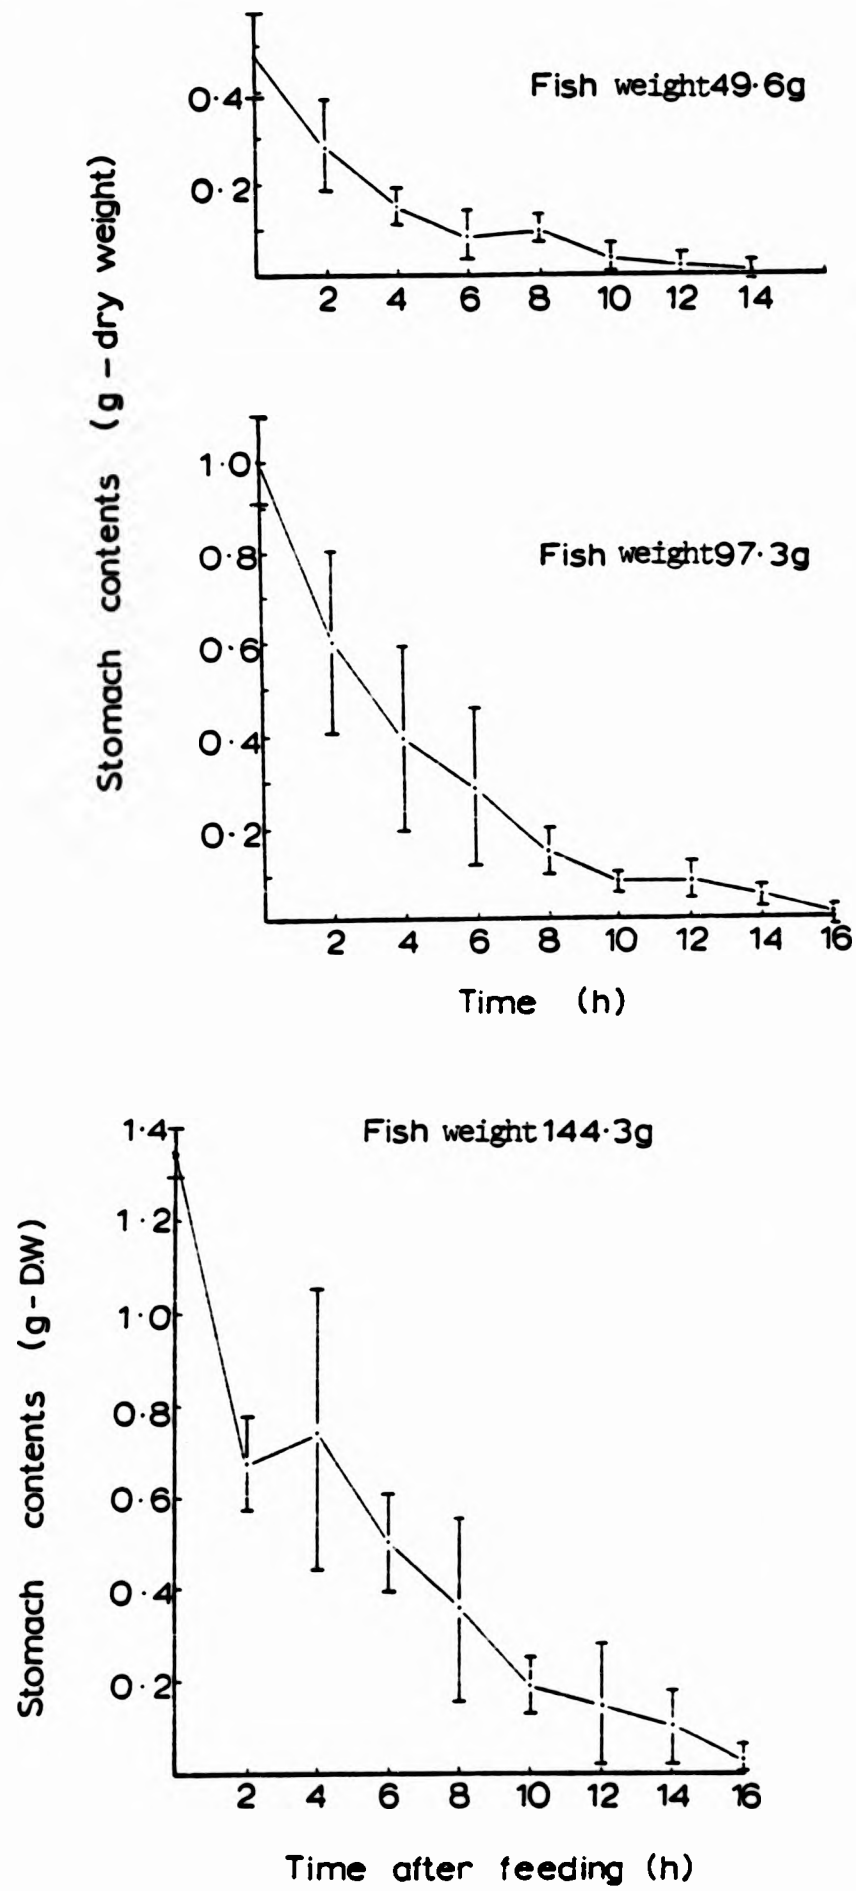 Fish weight49·6g
Stomach contents (g – dry weight)
0·4
0·2
2 4 6 8 10 12 14
Fish weight97·3g
1·0
0·8
0·6
0·4
0·2
2 4 6 8 10 12 14 16
Time (h)
Fish weight144·3g
Stomach contents (g – D.W)
1·4
1·2
1·0
0·8
0·6
0·4
0·2
2 4 6 8 10 12 14 16
Time after feeding (h)